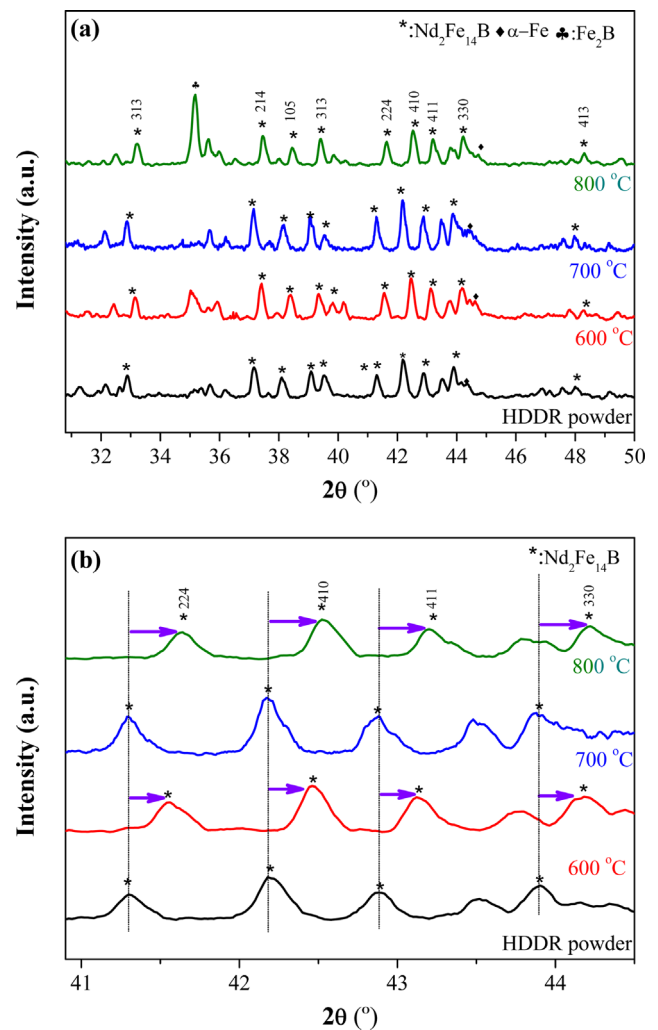 (a)
*:Nd2Fe14B ♦α−Fe ♣:Fe2B
313
214
105
313
224
410
411
330
413
800 °C
700 °C
600 °C
HDDR powder
Intensity (a.u.)
32 34 36 38 40 42 44 46 48 50
2θ (°)
(b)
*:Nd2Fe14B
224
410
411
330
800 °C
700 °C
600 °C
HDDR powder
Intensity (a.u.)
41 42 43 44
2θ (°)